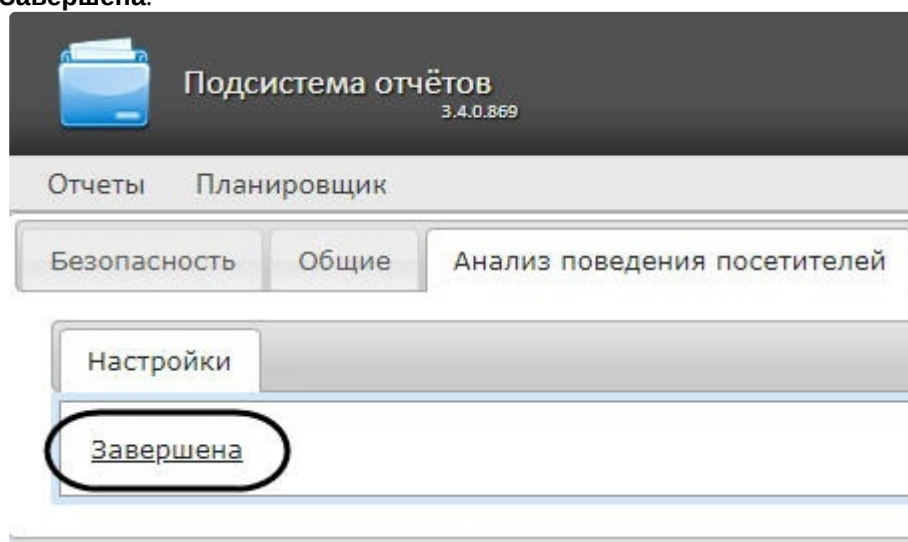 Завершена.
Подсистема отчётов
3.4.0.869
Отчеты Планировщик
Безопасность Общие Анализ поведения посетителей
Настройки
Завершена